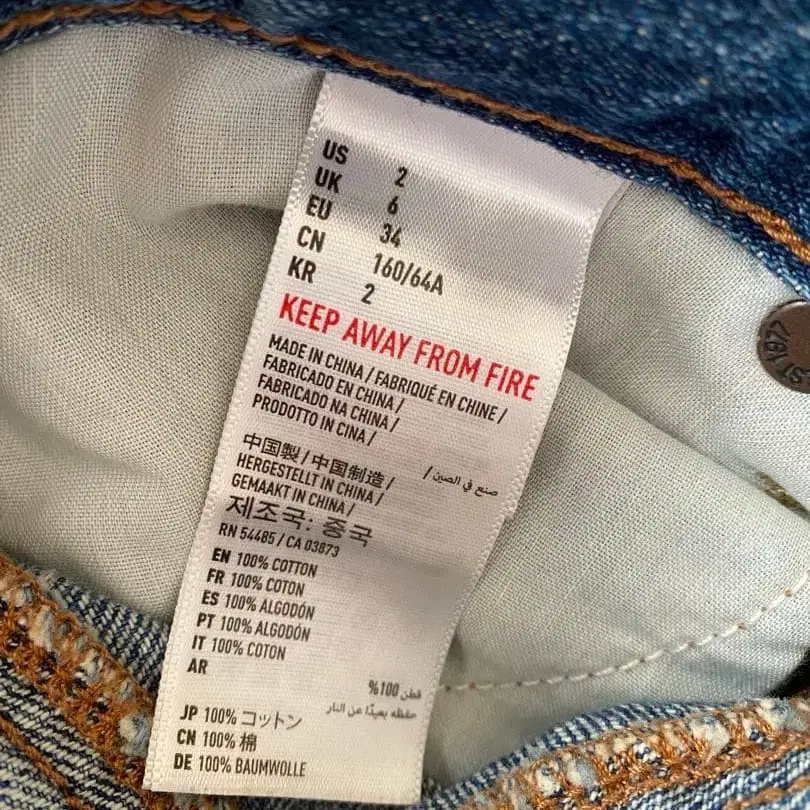 US 2
UK 6
EU 34
CN 160/64A
KR 2
KEEP AWAY FROM FIRE
MADE IN CHINA / FABRIQUÉ EN CHINE /
FABRICADO EN CHINA /
FABRICADO NA CHINA /
PRODOTTO IN CINA /
صنع في الصين /
中国製 / 中国制造 /
HERGESTELLT IN CHINA /
GEMAAKT IN CHINA /
제조국: 중국
RN 54485 / CA 03873
EN 100% COTTON
FR 100% COTON
ES 100% ALGODÓN
PT 100% ALGODÓN
IT 100% COTON
AR
قطن 100%
حفظه بعيدًا عن النار
JP 100% コットン
CN 100% 棉
DE 100% BAUMWOLLE